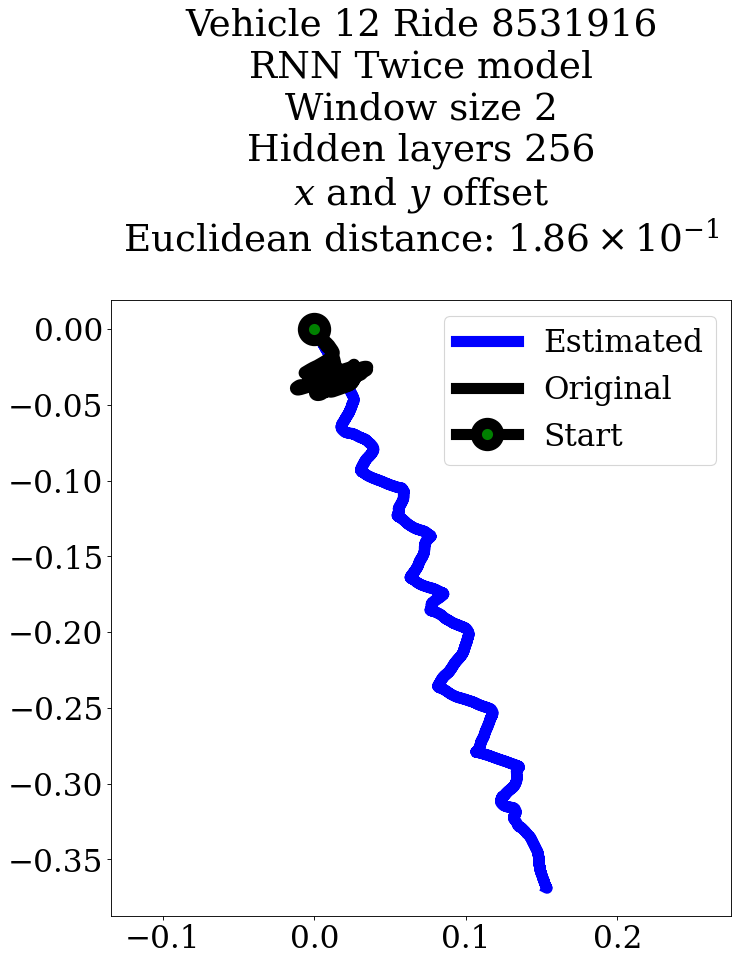 Vehicle 12 Ride 8531916
RNN Twice model
Window size 2
Hidden layers 256
x and y offset
Euclidean distance: 1.86 × 10⁻¹
Estimated
Original
Start
0.00
−0.05
−0.10
−0.15
−0.20
−0.25
−0.30
−0.35
−0.1 0.0 0.1 0.2